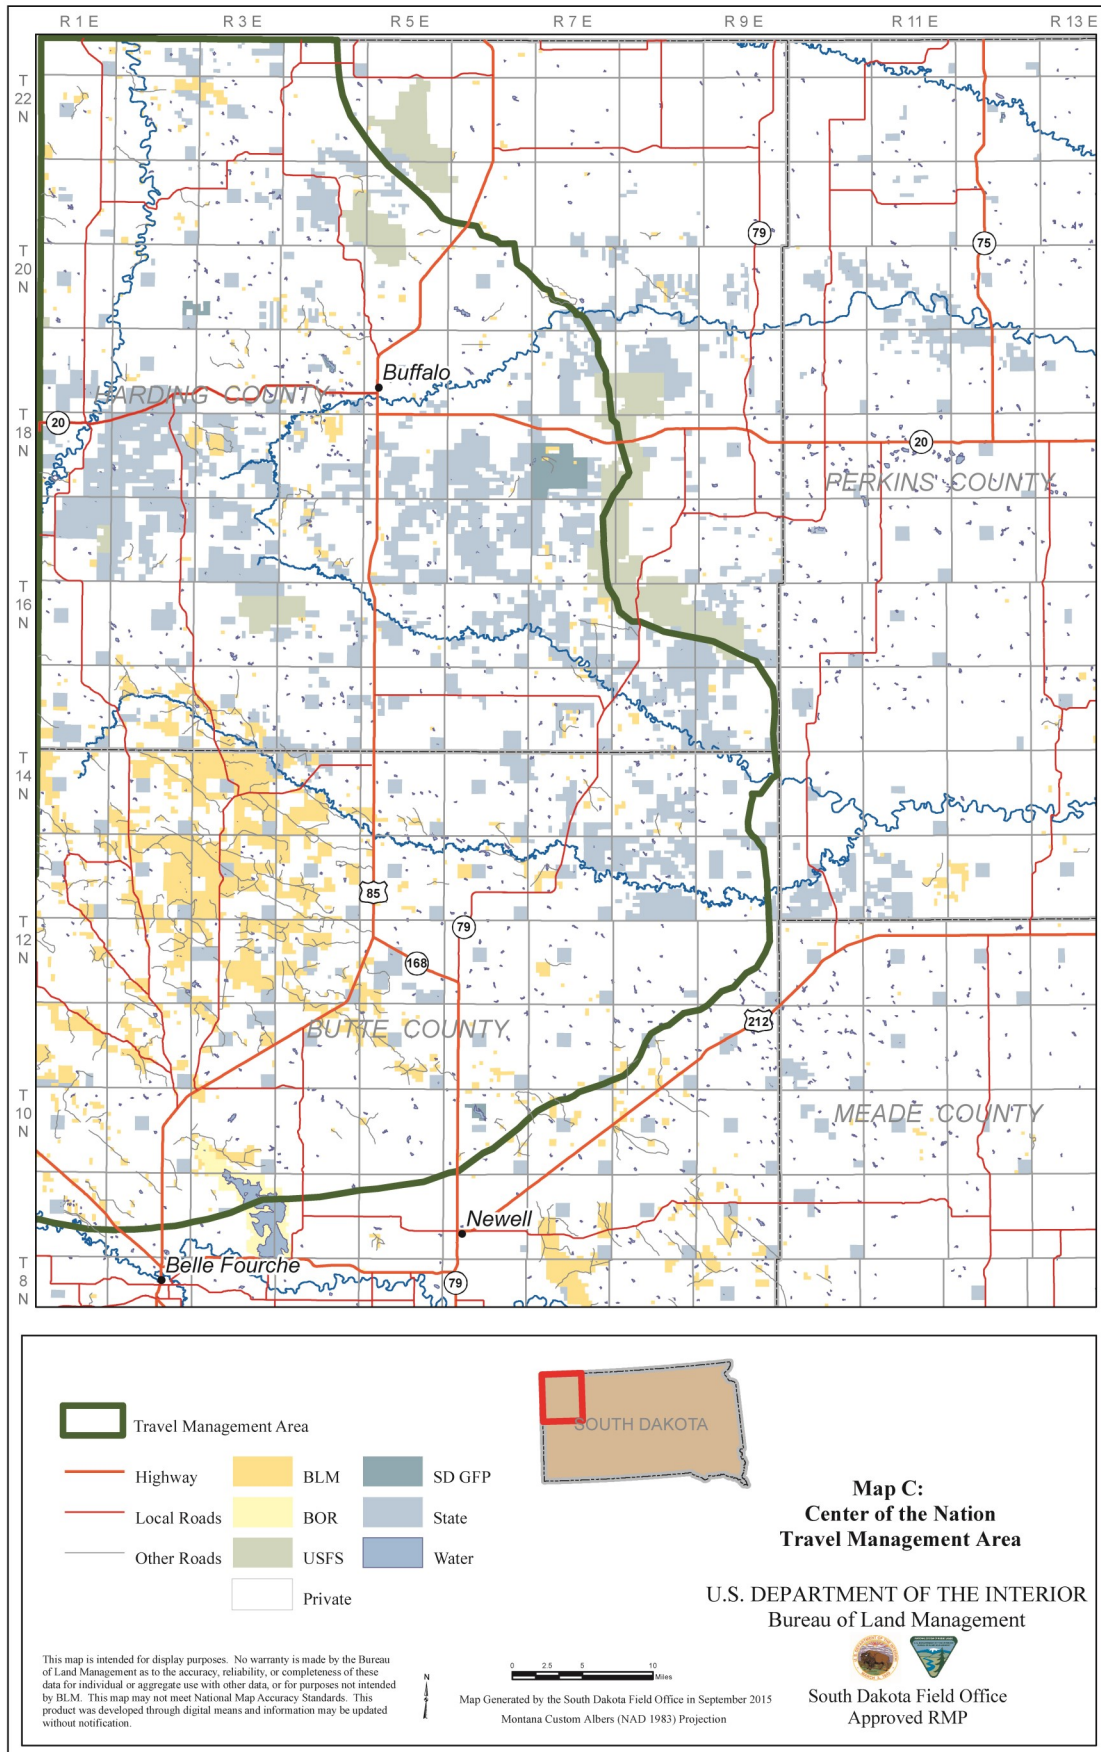 R 1 E R 3 E R 5 E R 7 E R 9 E R 11 E R 13 E
T
22
N
79
75
T
20
N
Buffalo
HARDING COUNTY
20
T
18
N
20
PERKINS COUNTY
T
16
N
T
14
N
85
79
T
12
N
168
212
BUTTE COUNTY
T
10
N
MEADE COUNTY
Newell
Belle Fourche
T
8
N
79
Travel Management Area
SOUTH DAKOTA
Highway BLM SD GFP
Local Roads BOR State
Other Roads USFS Water
Private
Map C:
Center of the Nation
Travel Management Area
U.S. DEPARTMENT OF THE INTERIOR
Bureau of Land Management
South Dakota Field Office
Approved RMP
This map is intended for display purposes. No warranty is made by the Bureau
of Land Management as to the accuracy, reliability, or completeness of these
data for individual or aggregate use with other data, or for purposes not intended
by BLM. This map may not meet National Map Accuracy Standards. This
product was developed through digital means and information may be updated
without notification.
N
0 2.5 5 10
Miles
Map Generated by the South Dakota Field Office in September 2015
Montana Custom Albers (NAD 1983) Projection